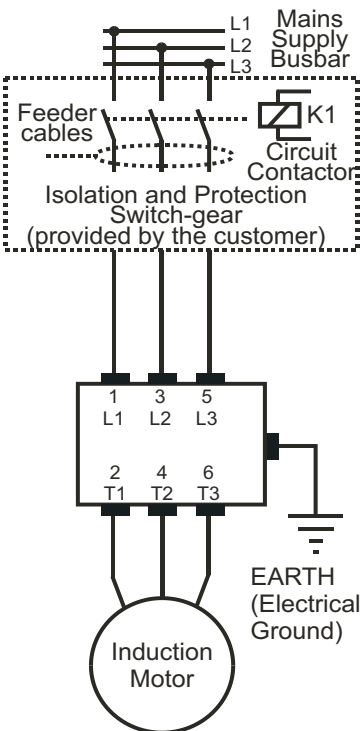 L1
L2
L3
Mains
Supply
Busbar
Feeder
cables
K1
Circuit
Contactor
Isolation and Protection
Switch-gear
(provided by the customer)
1 3 5
L1 L2 L3
2 4 6
T1 T2 T3
EARTH
(Electrical
Ground)
Induction
Motor